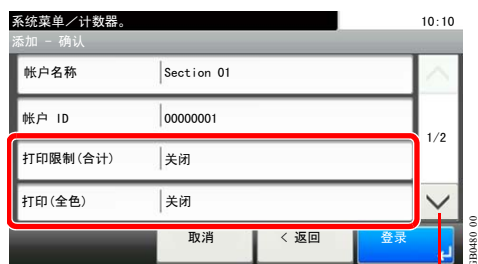 系统菜单／计数器。 10:10
添加 - 确认
帐户名称 Section 01
帐户 ID 00000001
1/2
打印限制(合计) 关闭
打印(全色) 关闭
取消 < 返回 登录
GB0480_00